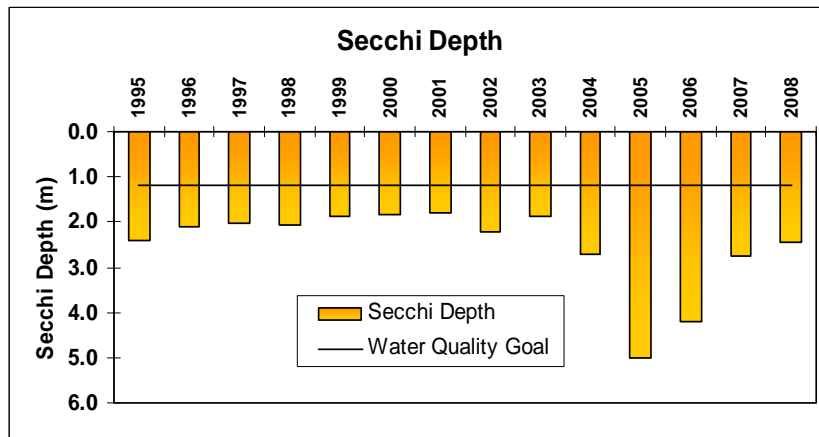 Secchi Depth
1995 1996 1997 1998 1999 2000 2001 2002 2003 2004 2005 2006 2007 2008
0.0
1.0
2.0
3.0
4.0
5.0
6.0
Secchi Depth (m)
Secchi Depth
Water Quality Goal